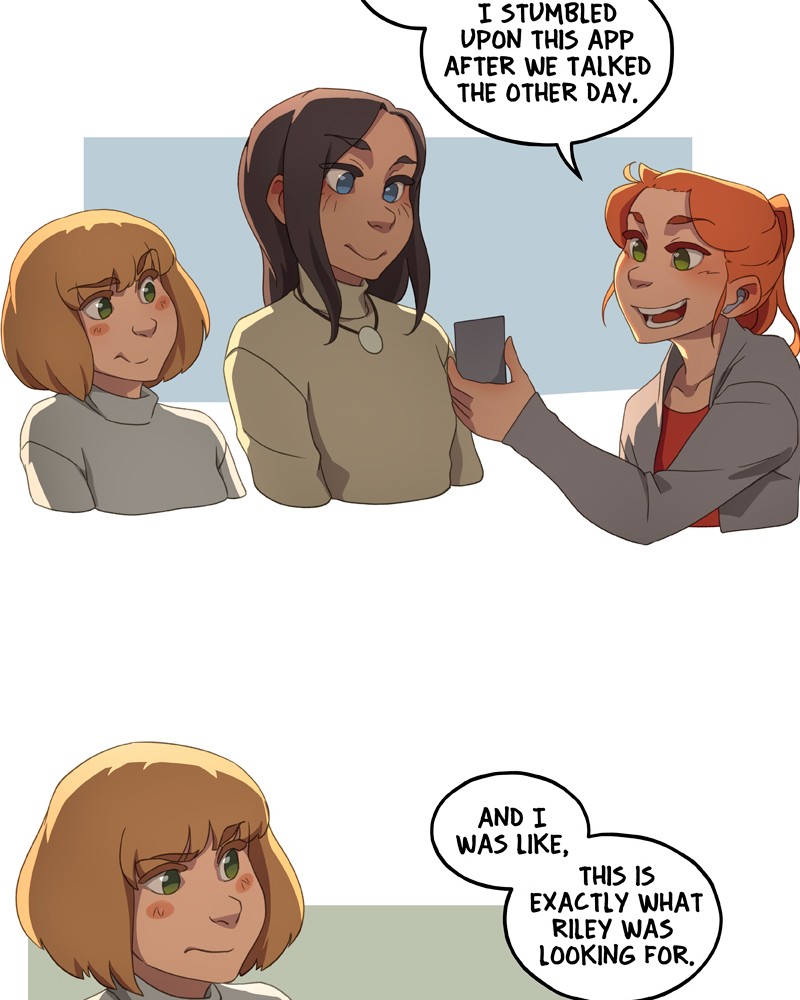 I STUMBLED
UPON THIS APP
AFTER WE TALKED
THE OTHER DAY.
AND I
WAS LIKE,
THIS IS
EXACTLY WHAT
RILEY WAS
LOOKING FOR.